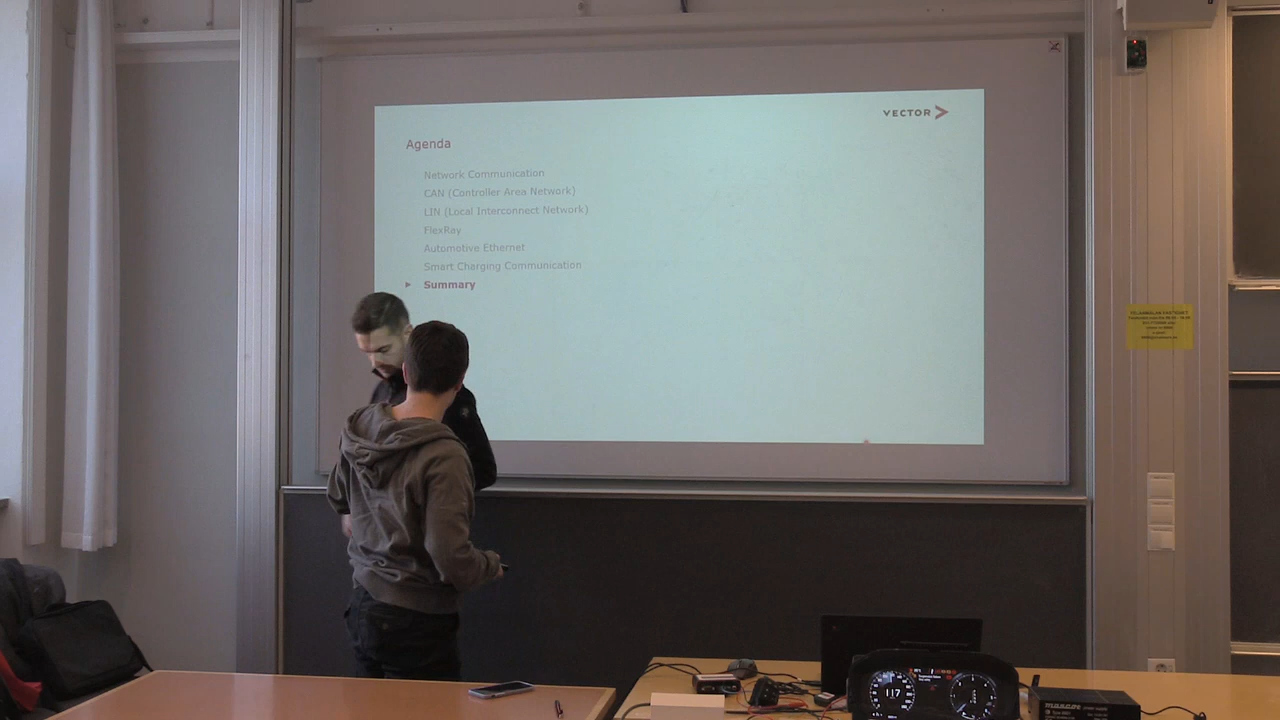 VECTOR
Agenda
Network Communication
CAN (Controller Area Network)
LIN (Local Interconnect Network)
FlexRay
Automotive Ethernet
Smart Charging Communication
Summary
117
manson